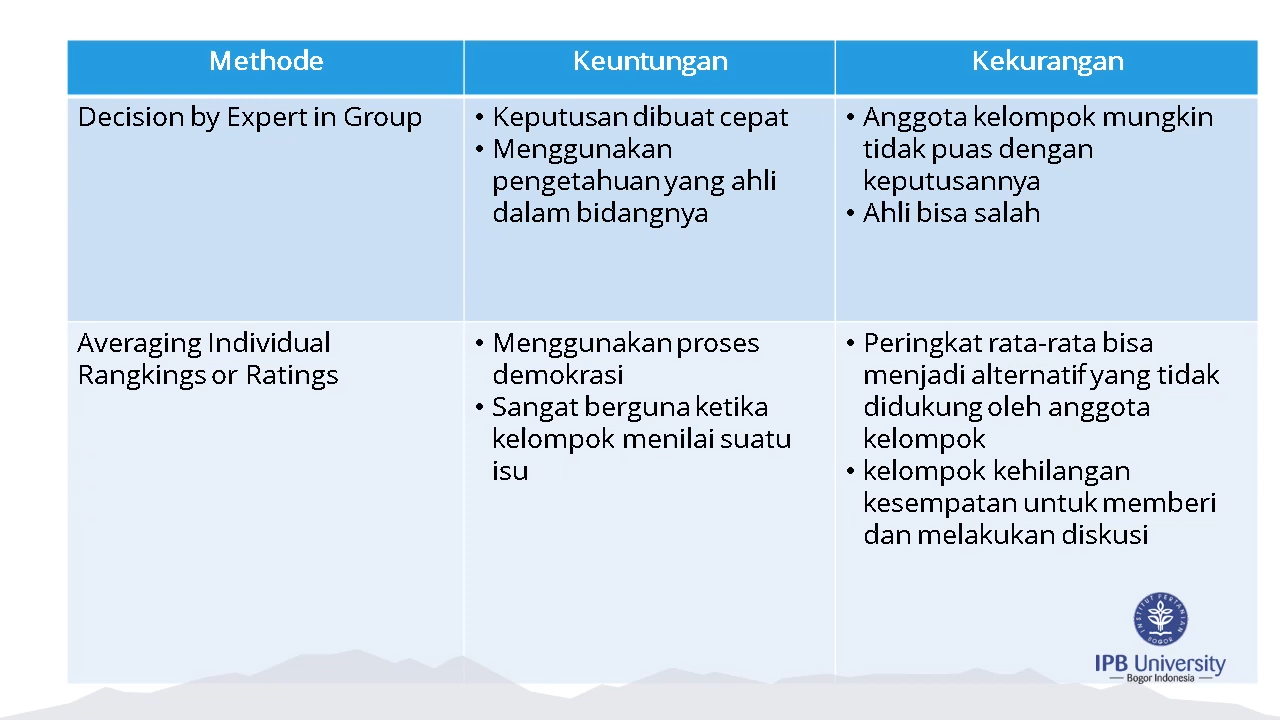 Methode
Keuntungan
Kekurangan
Decision by Expert in Group
• Keputusan dibuat cepat
• Menggunakan
pengetahuan yang ahli
dalam bidangnya
• Anggota kelompok mungkin
tidak puas dengan
keputusannya
• Ahli bisa salah
Averaging Individual
Rangkings or Ratings
• Menggunakan proses
demokrasi
• Sangat berguna ketika
kelompok menilai suatu
isu
• Peringkat rata-rata bisa
menjadi alternatif yang tidak
didukung oleh anggota
kelompok
• kelompok kehilangan
kesempatan untuk memberi
dan melakukan diskusi
INSTITUT PERTANIAN
BOGOR
IPB University
Bogor Indonesia